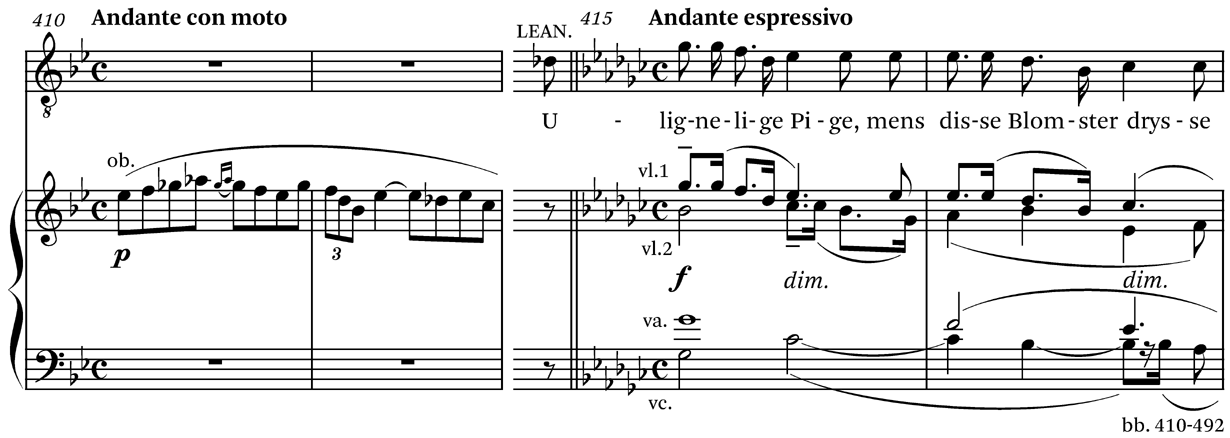 410 Andante con moto
LEAN. 415 Andante espressivo
U - lig-ne-li-ge Pi-ge, mens dis-se Blom-ster drys-se
ob.
vl.1
p
3
vl.2
f dim. dim.
va.
vc.
bb. 410-492